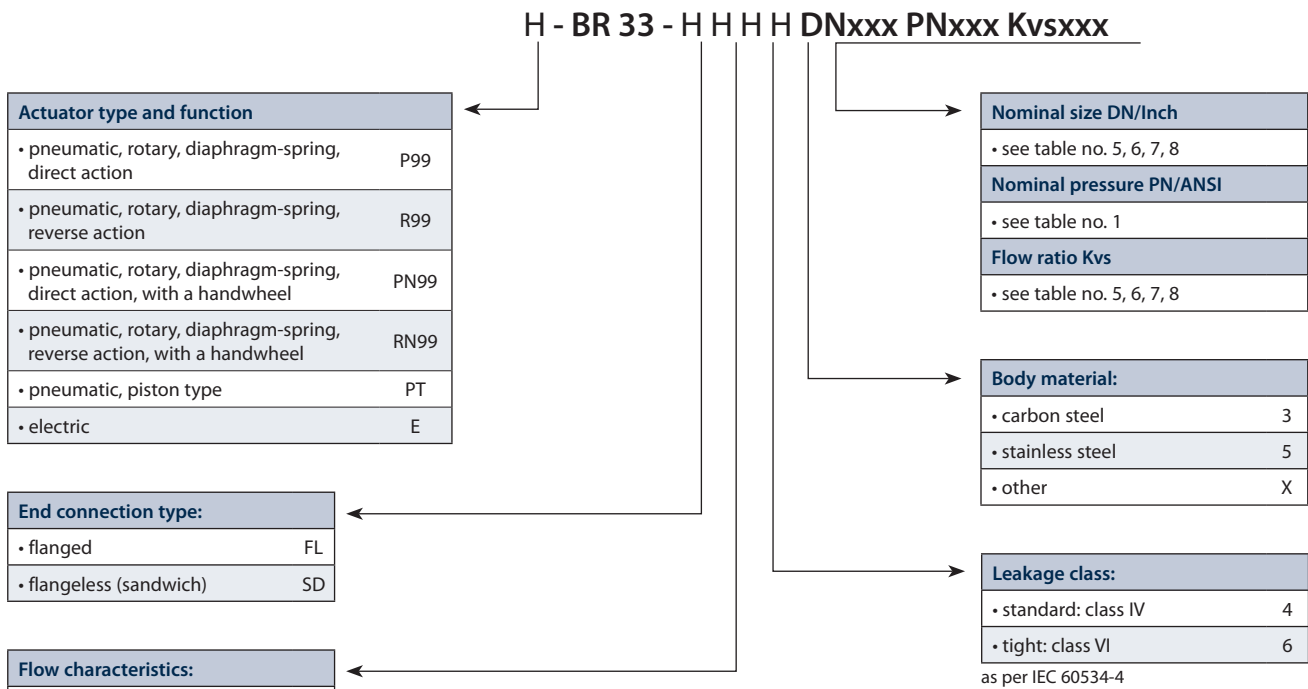 H - BR 33 - H H H H DNxxx PNxxx Kvsxxx
Actuator type and function
• pneumatic, rotary, diaphragm-spring,
direct action P99
• pneumatic, rotary, diaphragm-spring,
reverse action R99
• pneumatic, rotary, diaphragm-spring,
direct action, with a handwheel PN99
• pneumatic, rotary, diaphragm-spring,
reverse action, with a handwheel RN99
• pneumatic, piston type PT
• electric E
End connection type:
• flanged FL
• flangeless (sandwich) SD
Flow characteristics:
Nominal size DN/Inch
• see table no. 5, 6, 7, 8
Nominal pressure PN/ANSI
• see table no. 1
Flow ratio Kvs
• see table no. 5, 6, 7, 8
Body material:
• carbon steel 3
• stainless steel 5
• other X
Leakage class:
• standard: class IV 4
• tight: class VI 6
as per IEC 60534-4